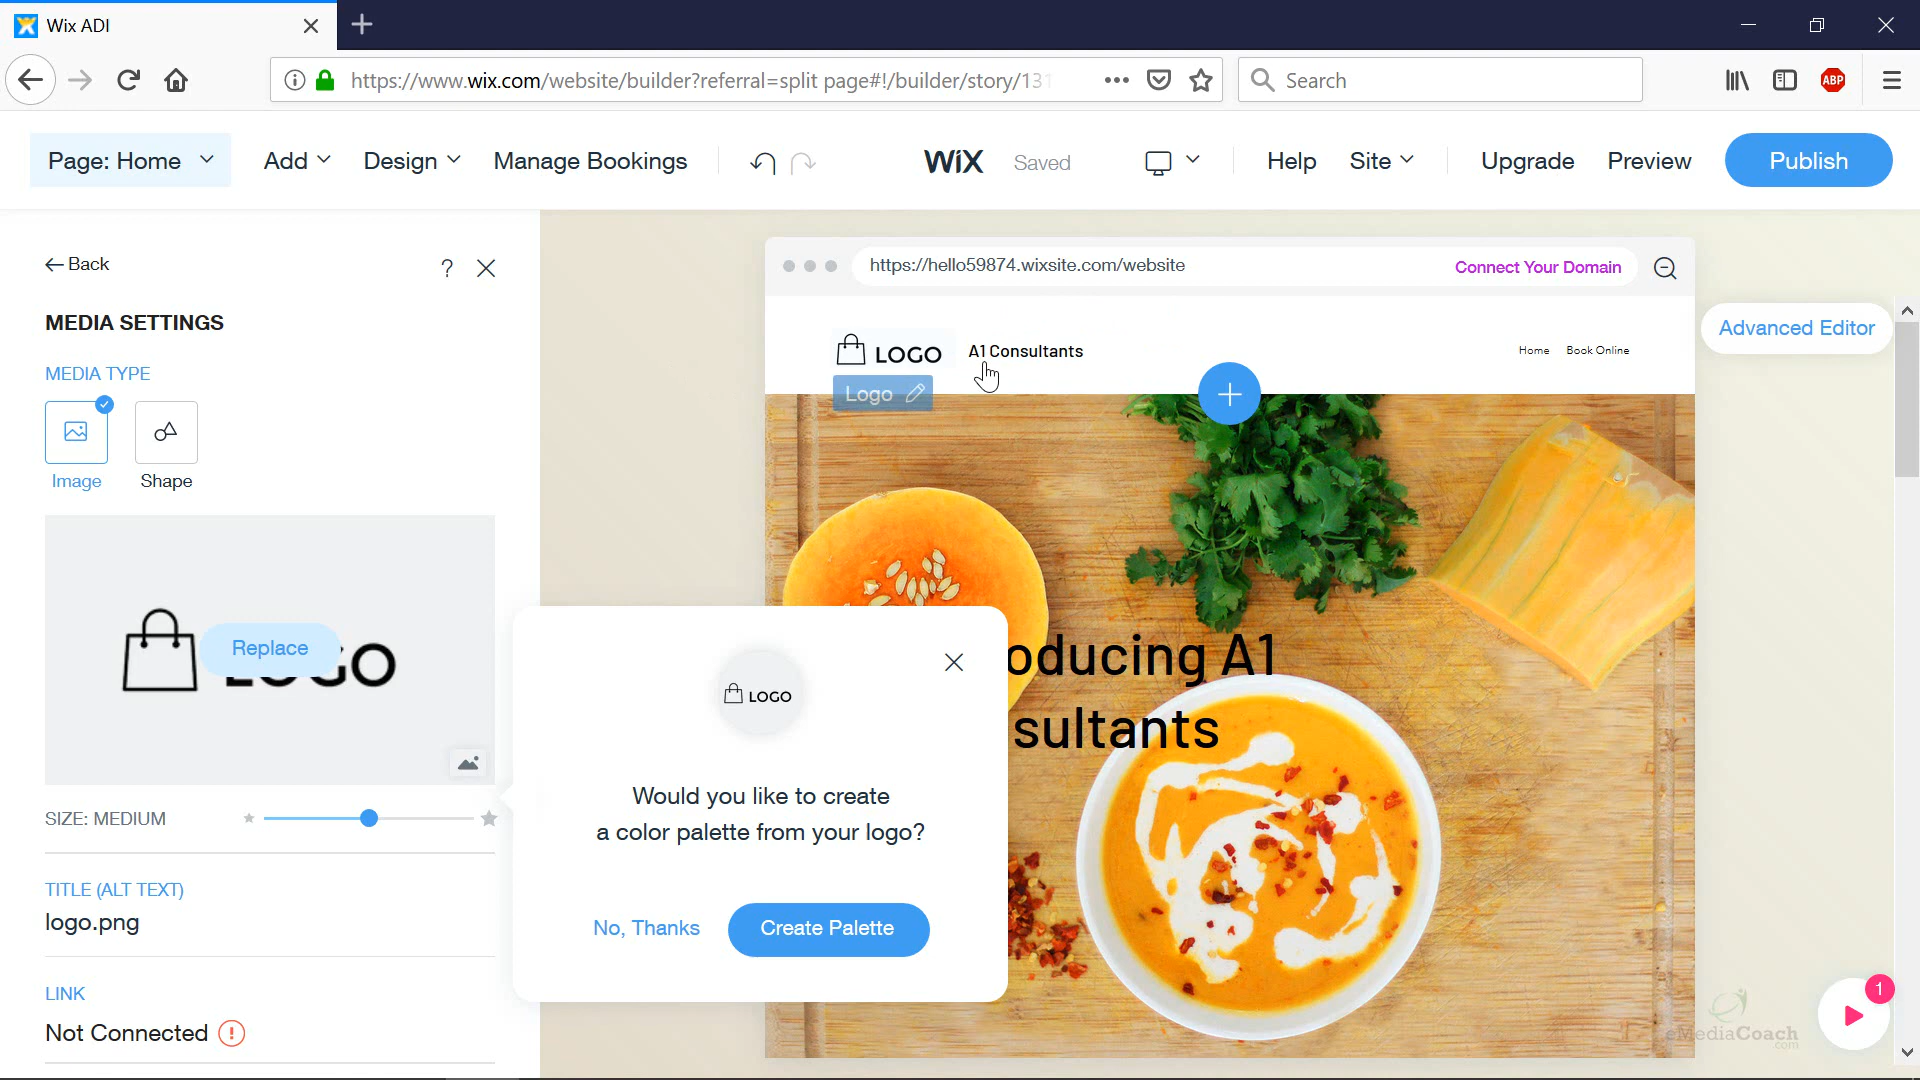 Wix ADI
https://www.wix.com/website/builder?referral=split page#!/builder/story/131
Search
ABP
Page: Home
Add
Design
Manage Bookings
WiX
Saved
Help
Site
Upgrade
Preview
Publish
Back
?
MEDIA SETTINGS
MEDIA TYPE
Image
Shape
Replace
LOGO
SIZE: MEDIUM
TITLE (ALT TEXT)
logo.png
LINK
Not Connected
https://hello59874.wixsite.com/website
Connect Your Domain
Advanced Editor
LOGO
A1 Consultants
Home
Book Online
Logo
oducing A1
sultants
LOGO
Would you like to create
a color palette from your logo?
No, Thanks
Create Palette
1
eMediaCoach
.com